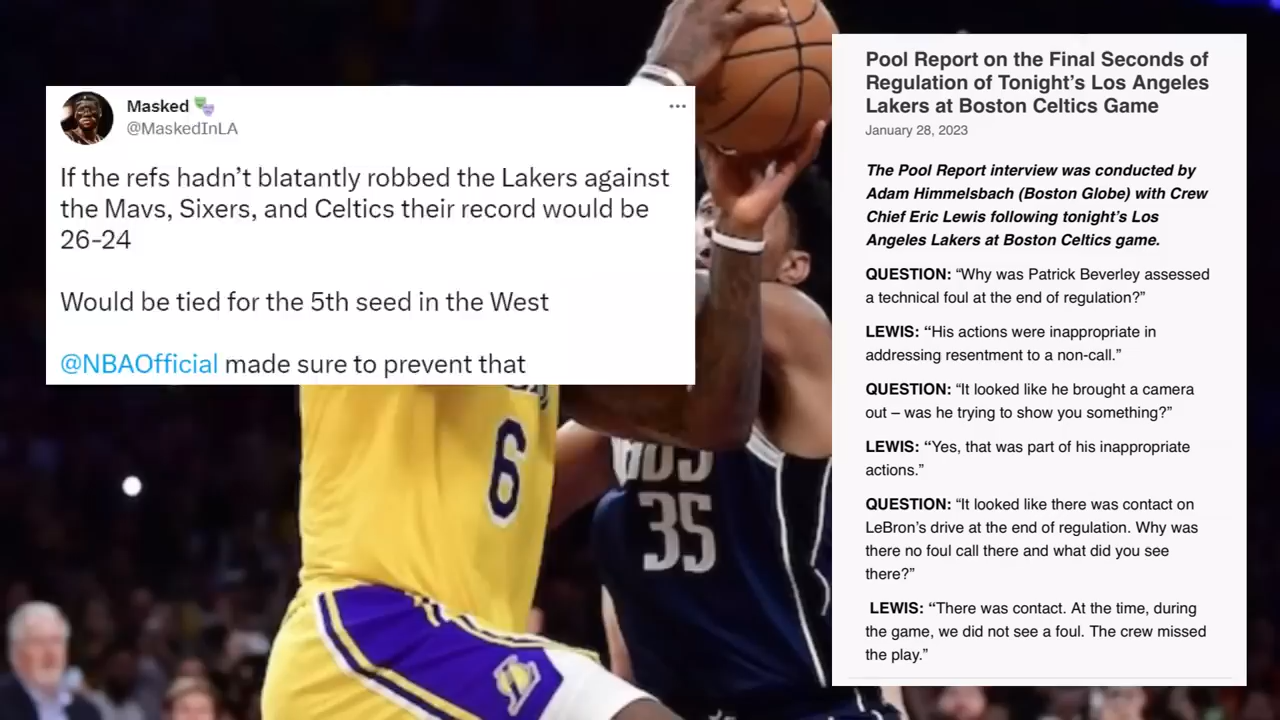 Masked
@MaskedInLA
If the refs hadn’t blatantly robbed the Lakers against
the Mavs, Sixers, and Celtics their record would be
26-24
Would be tied for the 5th seed in the West
@NBAOfficial made sure to prevent that
Pool Report on the Final Seconds of
Regulation of Tonight’s Los Angeles
Lakers at Boston Celtics Game
January 28, 2023
The Pool Report interview was conducted by
Adam Himmelsbach (Boston Globe) with Crew
Chief Eric Lewis following tonight’s Los
Angeles Lakers at Boston Celtics game.
QUESTION: “Why was Patrick Beverley assessed
a technical foul at the end of regulation?”
LEWIS: “His actions were inappropriate in
addressing resentment to a non-call.”
QUESTION: “It looked like he brought a camera
out – was he trying to show you something?”
LEWIS: “Yes, that was part of his inappropriate
actions.”
QUESTION: “It looked like there was contact on
LeBron’s drive at the end of regulation. Why was
there no foul call there and what did you see
there?”
LEWIS: “There was contact. At the time, during
the game, we did not see a foul. The crew missed
the play.”
6
35